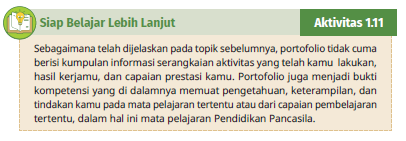 Siap Belajar Lebih Lanjut
Aktivitas 1.11
Sebagaimana telah dijelaskan pada topik sebelumnya, portofolio tidak cuma
berisi kumpulan informasi serangkaian aktivitas yang telah kamu lakukan,
hasil kerjamu, dan capaian prestasi kamu. Portofolio juga menjadi bukti
kompetensi yang di dalamnya memuat pengetahuan, keterampilan, dan
tindakan kamu pada mata pelajaran tertentu atau dari capaian pembelajaran
tertentu, dalam hal ini mata pelajaran Pendidikan Pancasila.